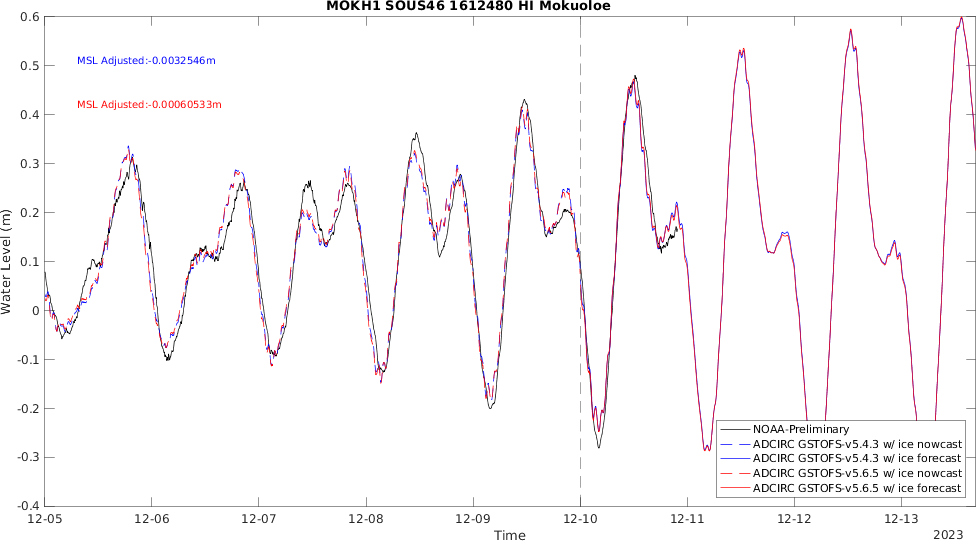 MOKH1 SOUS46 1612480 HI Mokuoloe
0.6
0.5
0.4
0.3
0.2
0.1
0
-0.1
-0.2
-0.3
-0.4
Water Level (m)
MSL Adjusted:-0.0032546m
MSL Adjusted:-0.00060533m
NOAA-Preliminary
ADCIRC GSTOFS-v5.4.3 w/ ice nowcast
ADCIRC GSTOFS-v5.4.3 w/ ice forecast
ADCIRC GSTOFS-v5.6.5 w/ ice nowcast
ADCIRC GSTOFS-v5.6.5 w/ ice forecast
12-05 12-06 12-07 12-08 12-09 12-10 12-11 12-12 12-13
Time
2023